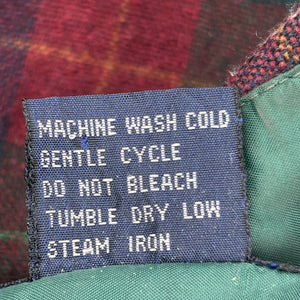 MACHINE WASH COLD
GENTLE CYCLE
DO NOT BLEACH
TUMBLE DRY LOW
STEAM IRON